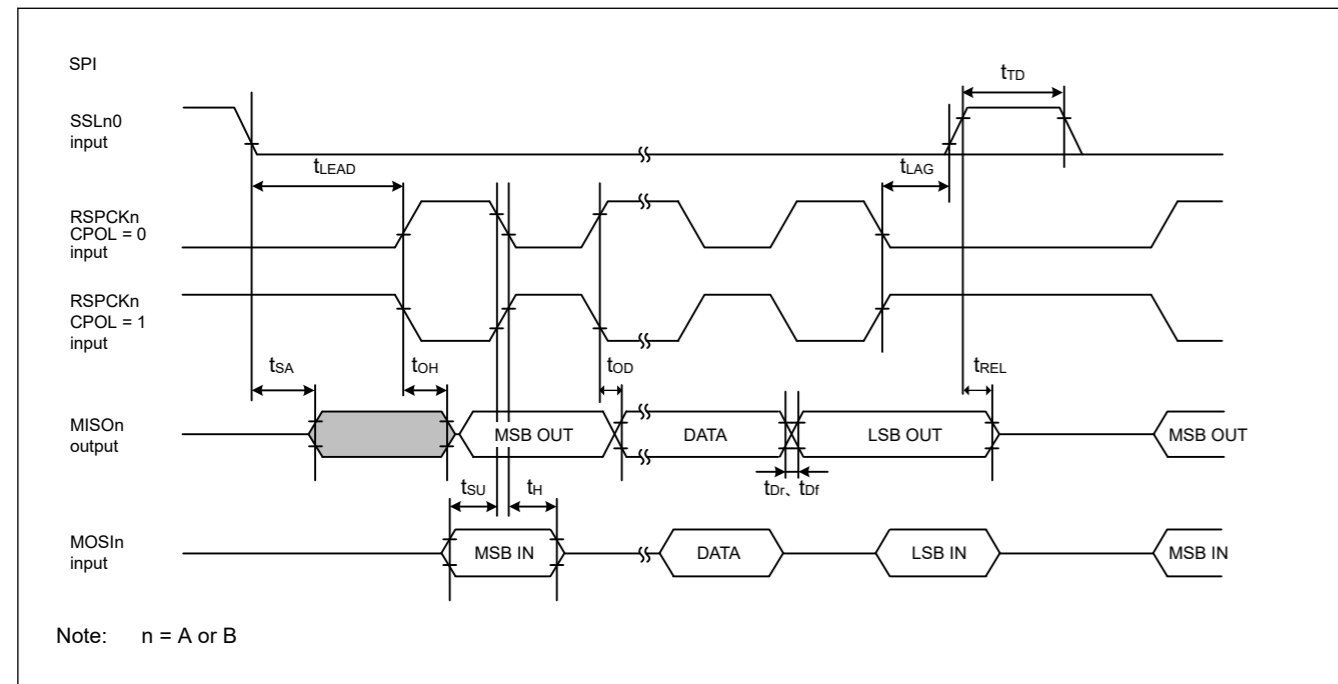 SPI
tTD
SSLn0
input
tLEAD
tLAG
RSPCKn
CPOL = 0
input
RSPCKn
CPOL = 1
input
tSA
tOH
tOD
tREL
MISOn
output
MSB OUT
DATA
LSB OUT
MSB OUT
tSU
tH
tDr、tDf
MOSIn
input
MSB IN
DATA
LSB IN
MSB IN
Note: n = A or B